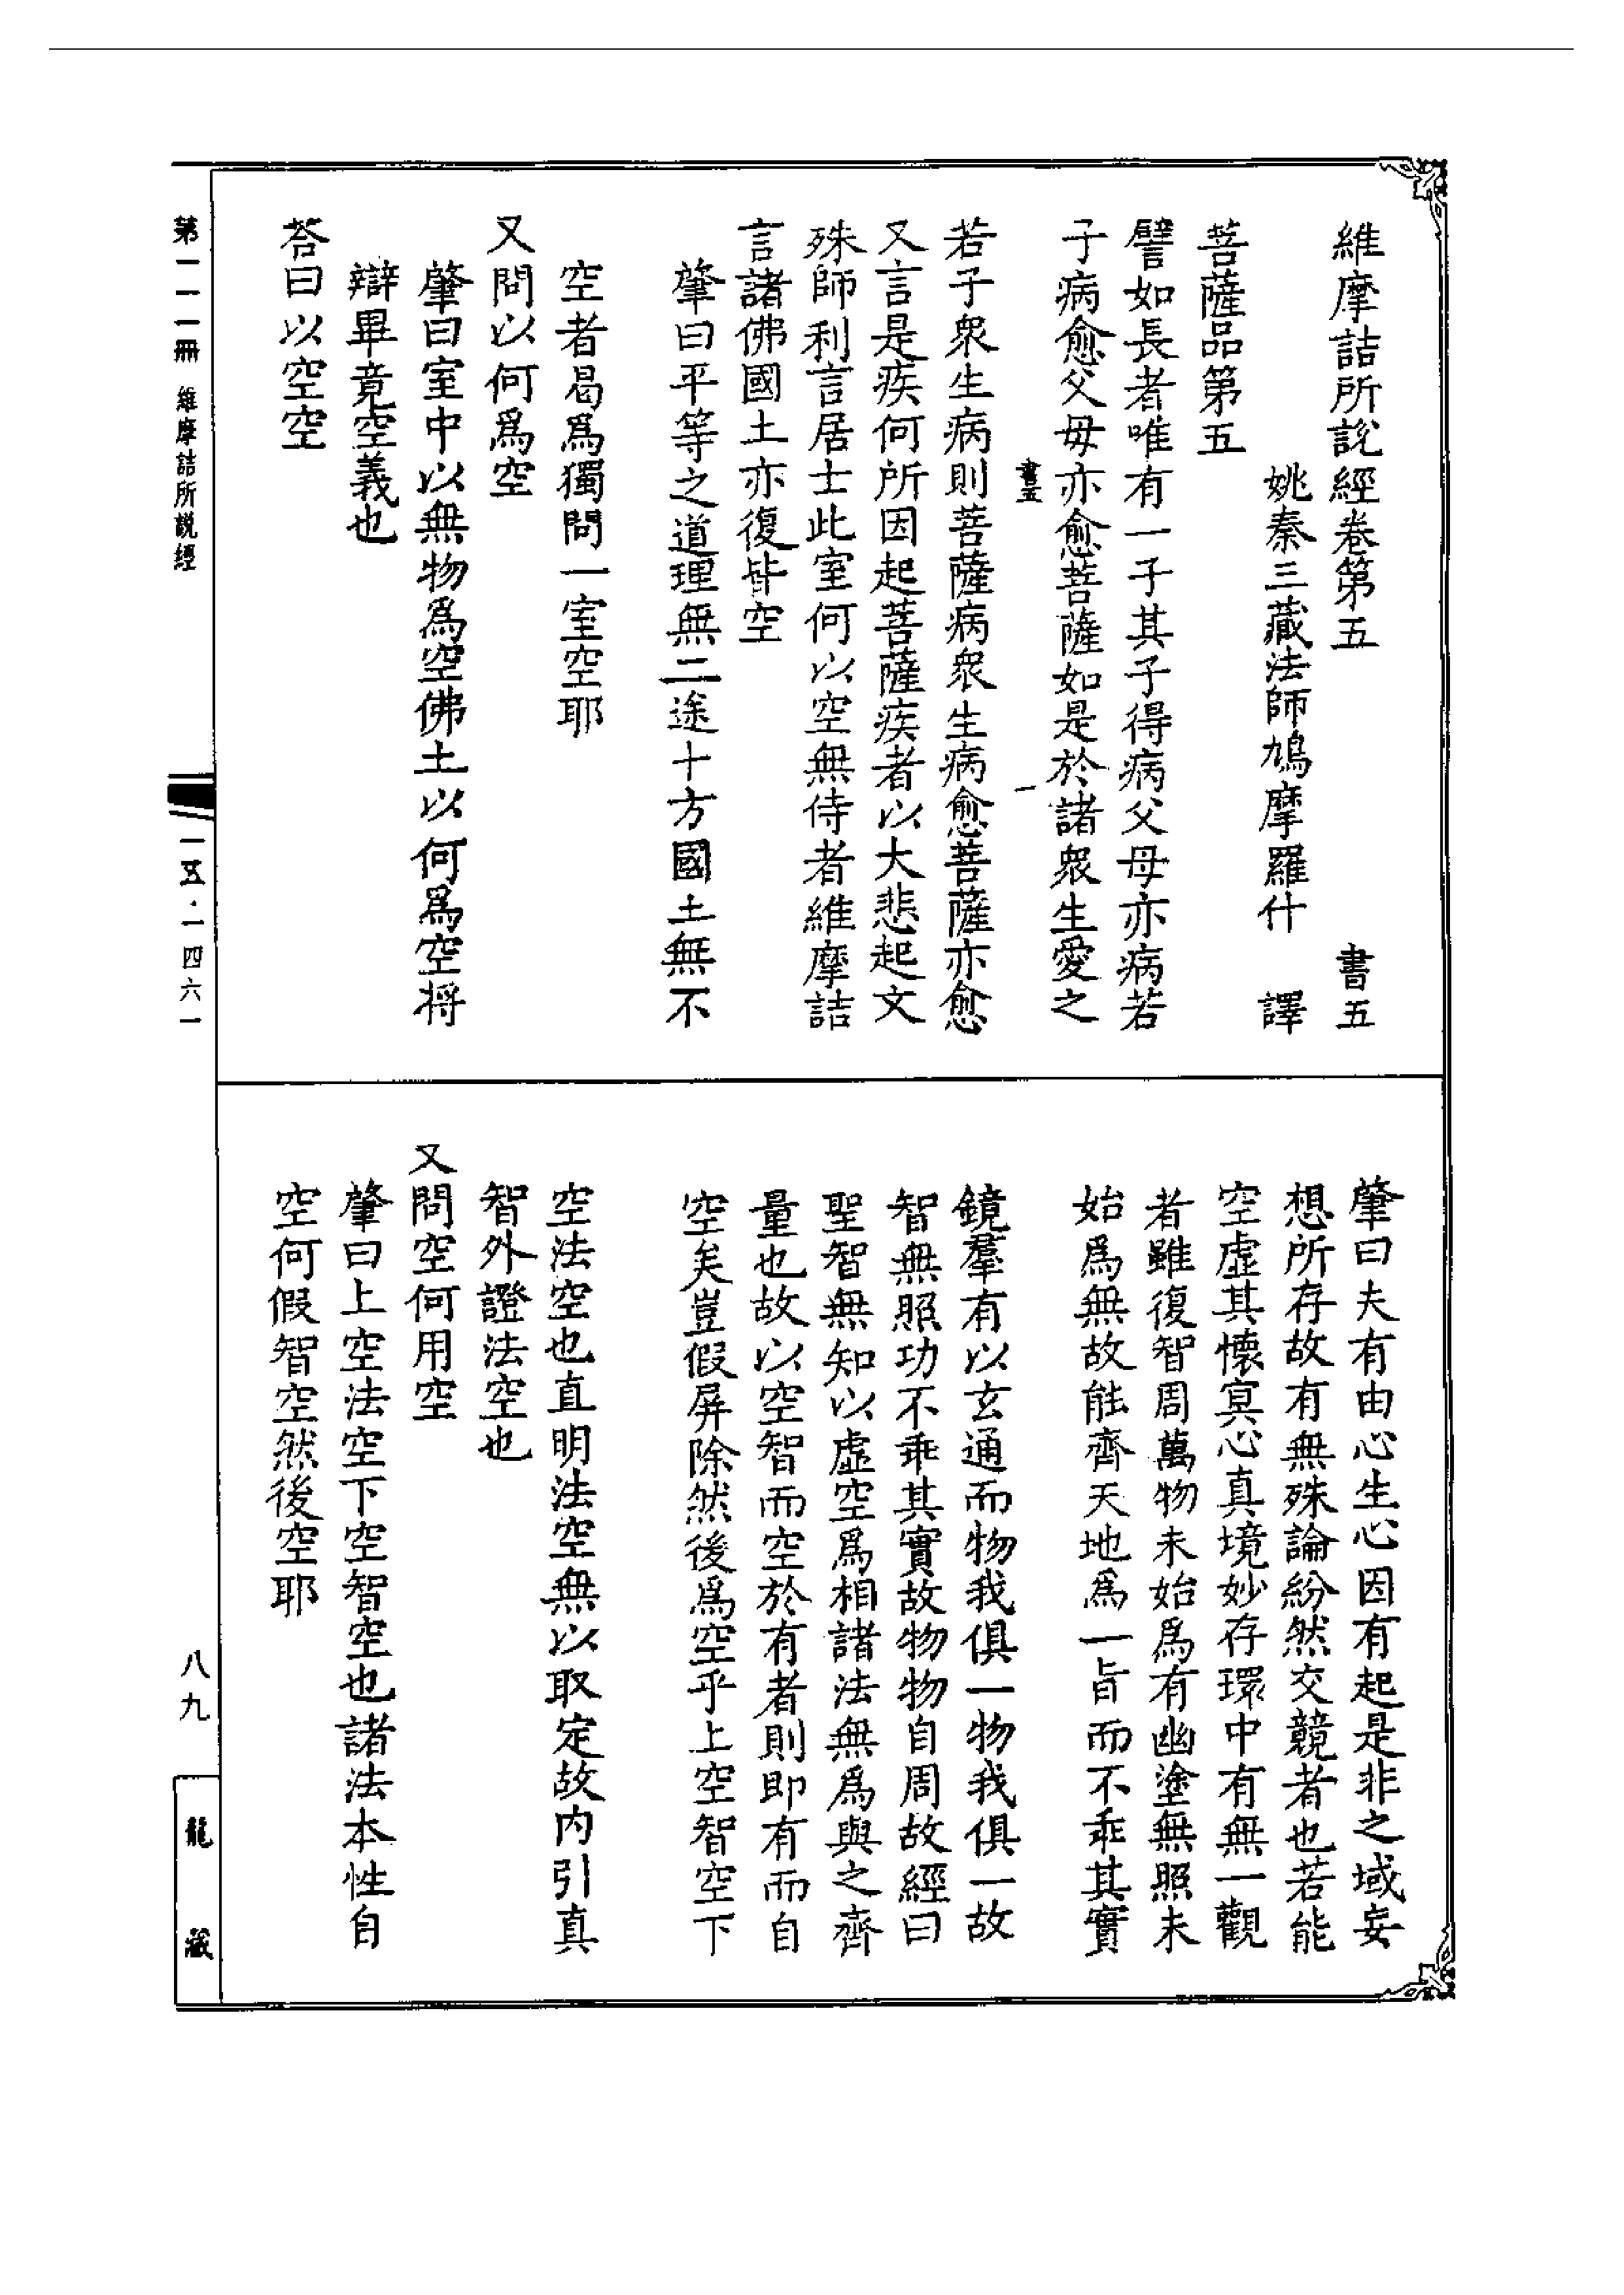 維摩詰所說經卷第五 書五
姚秦三藏法師鳩摩羅什 譯
菩薩品第五
譬如長者唯有一子其子得病父母亦病若
子病愈父母亦愈菩薩如是於諸衆生愛之
書五 一
若子衆生病則菩薩病衆生病愈菩薩亦愈
又言是疾何所因起菩薩疾者以大悲起文
殊師利言居士此室何以空無侍者維摩詰
言諸佛國土亦復皆空
肇曰平等之道理無二途十方國土無不
空者曷爲獨問一室空耶
又問以何爲空
肇曰室中以無物爲空佛土以何爲空將
辯畢竟空義也
荅曰以空空
肇曰夫有由心生心因有起是非之域妄
想所存故有無殊論紛然交競者也若能
空虛其懷冥心真境妙存環中有無一觀
者雖復智周萬物未始爲有幽塗無照未
始爲無故能齊天地爲一旨而不乖其實
鏡羣有以玄通而物我俱一物我俱一故
智無照功不乖其實故物物自周故經曰
聖智無知以虛空爲相諸法無爲與之齊
量也故以空智而空於有者則即有而自
空矣豈假屏除然後爲空乎上空智空下
空法空也直明法空無以取定故内引真
智外證法空也
又問空何用空
肇曰上空法空下空智空也諸法本性自
空何假智空然後空耶
第一一一冊 維摩詰所説經
一五·一四六一
八九
龍藏